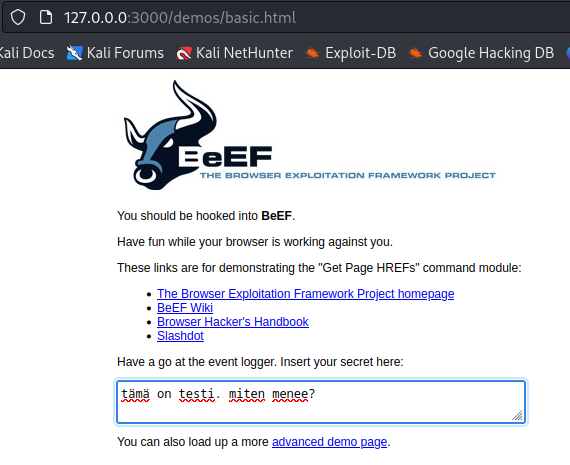 127.0.0.0:3000/demos/basic.html
Kali Docs Kali Forums Kali NetHunter Exploit-DB Google Hacking DB
BeEF
THE BROWSER EXPLOITATION FRAMEWORK PROJECT
You should be hooked into BeEF.
Have fun while your browser is working against you.
These links are for demonstrating the "Get Page HREFs" command module:
The Browser Exploitation Framework Project homepage
BeEF Wiki
Browser Hacker's Handbook
Slashdot
Have a go at the event logger. Insert your secret here:
tämä on testi. miten menee?
You can also load up a more advanced demo page.